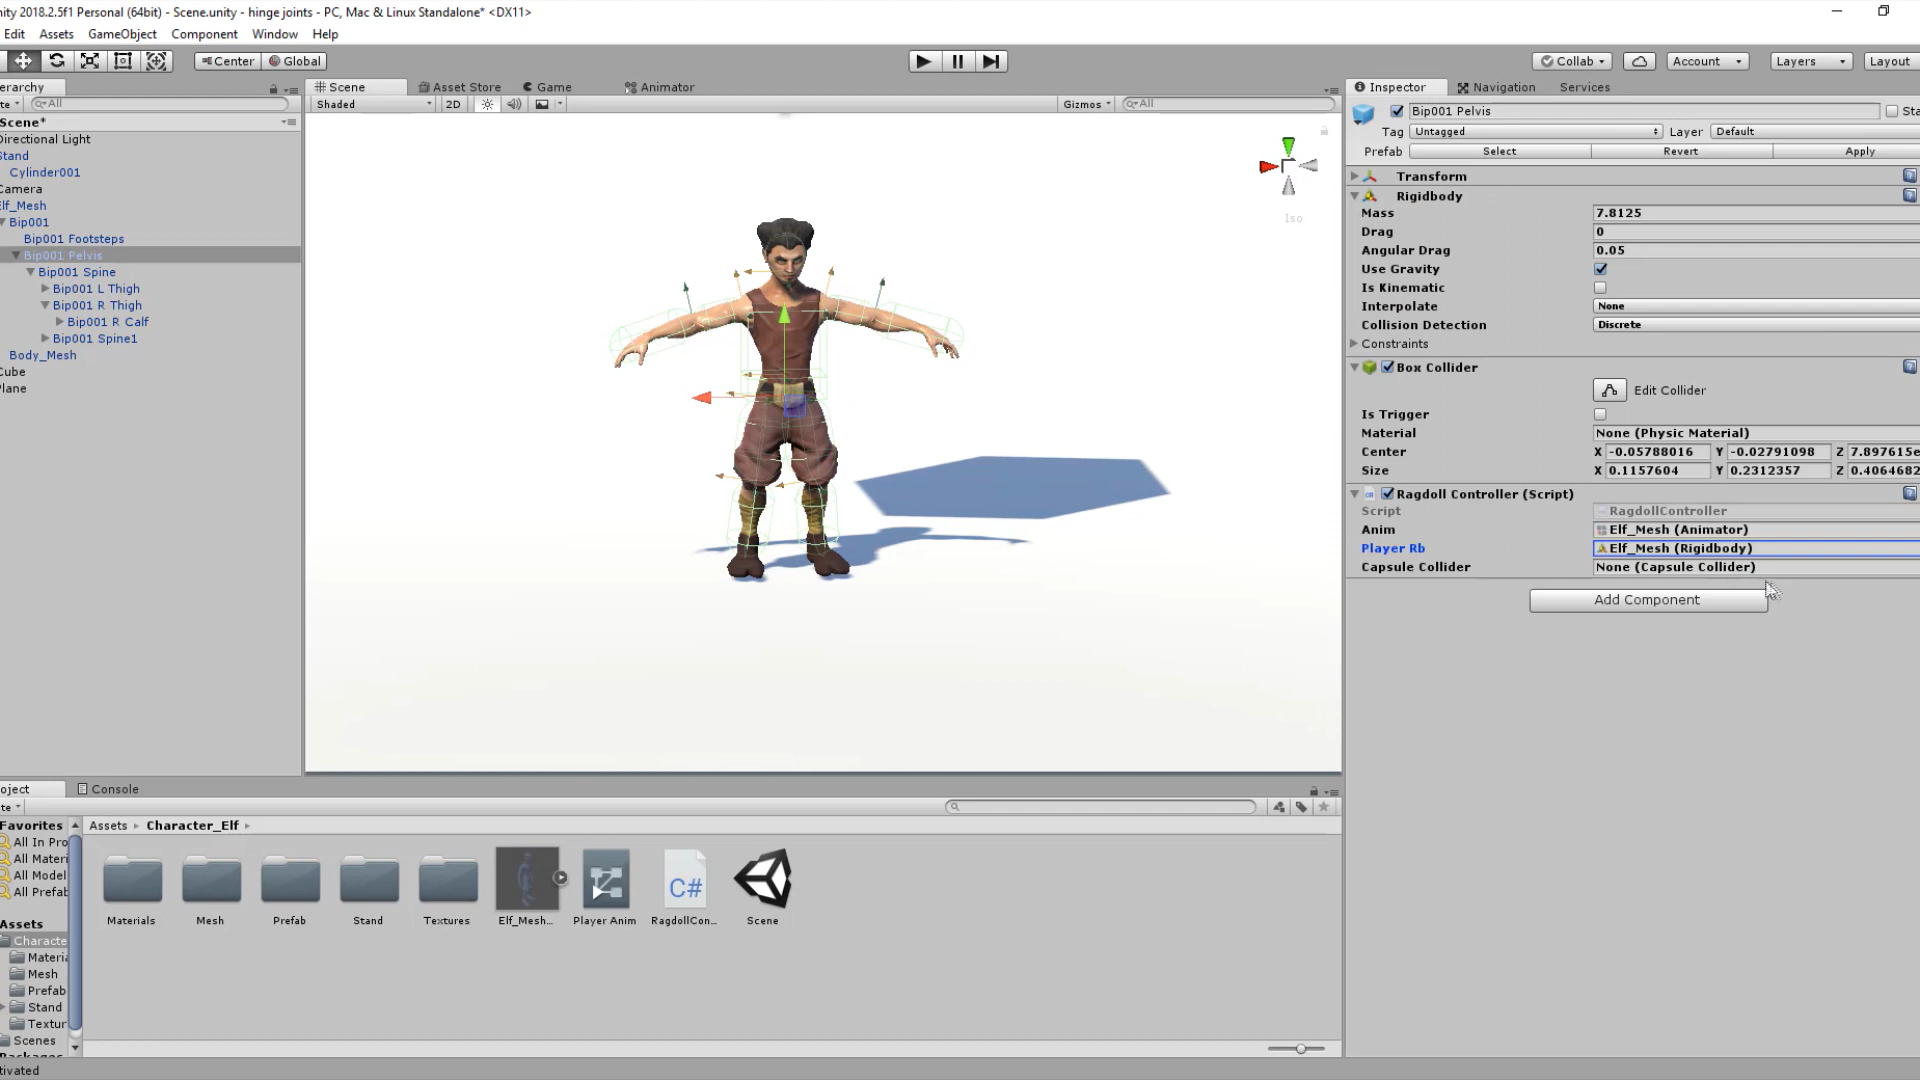 ity 2018.2.5f1 Personal (64bit) - Scene.unity - hinge joints - PC, Mac & Linux Standalone* <DX11>
Edit Assets GameObject Component Window Help
Center Global Collab Account Layers Layout
erarchy
te All
Scene*
Directional Light
Stand
Cylinder001
Camera
Elf_Mesh
Bip001
Bip001 Footsteps
Bip001 Pelvis
Bip001 Spine
Bip001 L Thigh
Bip001 R Thigh
Bip001 R Calf
Bip001 Spine1
Body_Mesh
Cube
Plane
Scene Asset Store Game Animator
Shaded 2D Gizmos All
Iso
Inspector Navigation Services
Bip001 Pelvis Sta
Tag Untagged Layer Default
Prefab Select Revert Apply
Transform
Rigidbody
Mass 7.8125
Drag 0
Angular Drag 0.05
Use Gravity
Is Kinematic
Interpolate None
Collision Detection Discrete
Constraints
Box Collider
Edit Collider
Is Trigger
Material None (Physic Material)
Center X -0.05788016 Y -0.02791098 Z 7.897615e
Size X 0.1157604 Y 0.2312357 Z 0.4064682
Ragdoll Controller (Script)
Script RagdollController
Anim Elf_Mesh (Animator)
Player Rb Elf_Mesh (Rigidbody)
Capsule Collider None (Capsule Collider)
Add Component
oject Console
te
Favorites
All In Pro
All Materi
All Model
All Prefab
Assets
Characte
Materia
Mesh
Prefab
Stand
Textur
Scenes
Assets Character_Elf
Materials Mesh Prefab Stand Textures Elf_Mesh... Player Anim RagdollCon... Scene
C#
tivated